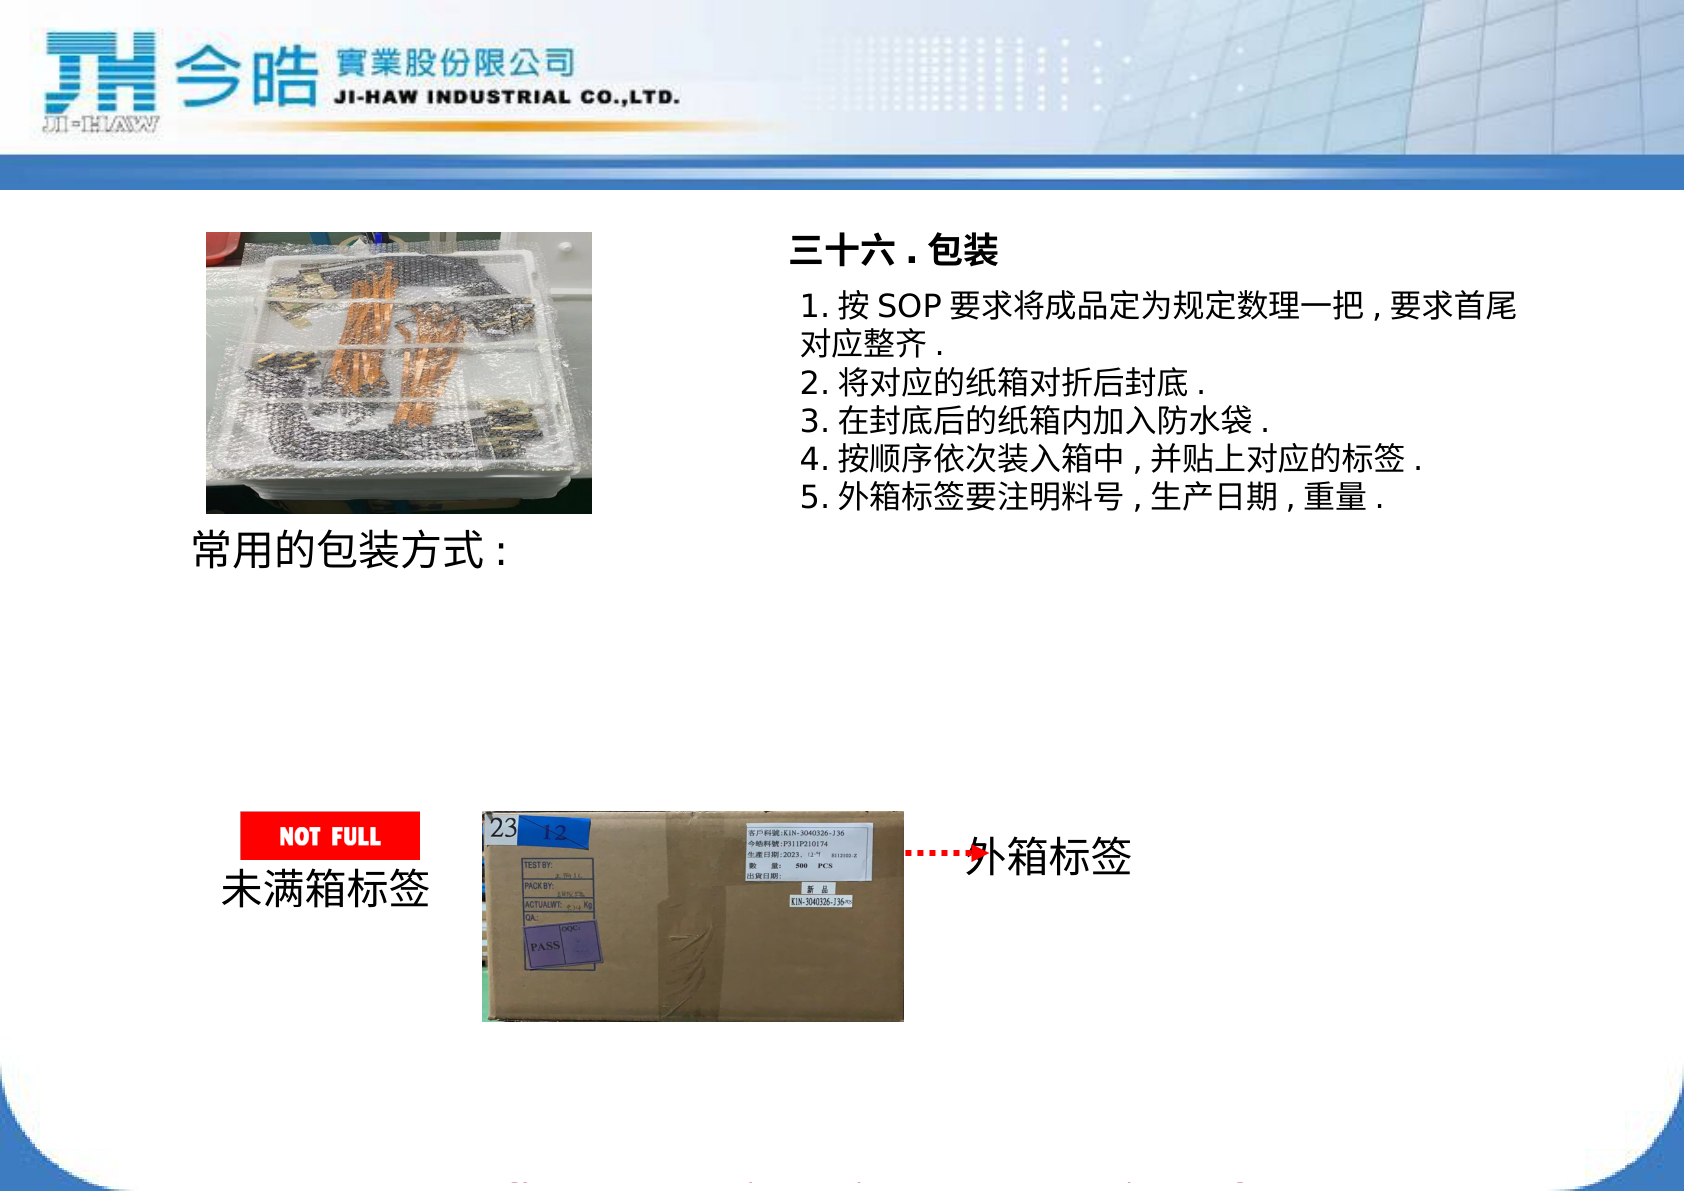 JH 今皓 實業股份限公司
JI-HAW INDUSTRIAL CO.,LTD.
JI-HAW
三十六 . 包装
1. 按 SOP 要求将成品定为规定数理一把 , 要求首尾
对应整齐 .
2. 将对应的纸箱对折后封底 .
3. 在封底后的纸箱内加入防水袋 .
4. 按顺序依次装入箱中 , 并贴上对应的标签 .
5. 外箱标签要注明料号 , 生产日期 , 重量 .
常用的包装方式 :
NOT FULL
未满箱标签
23
12
TEST BY:
PACK BY:
ACTUALWT: Kg
QA.:
PASS
OQC:
客戶料號:K1N-3040326-J36
今皓料號:P311P210174
生產日期:2023.
數 量: 500 PCS
出貨日期:
新 品
K1N-3040326-J36
外箱标签